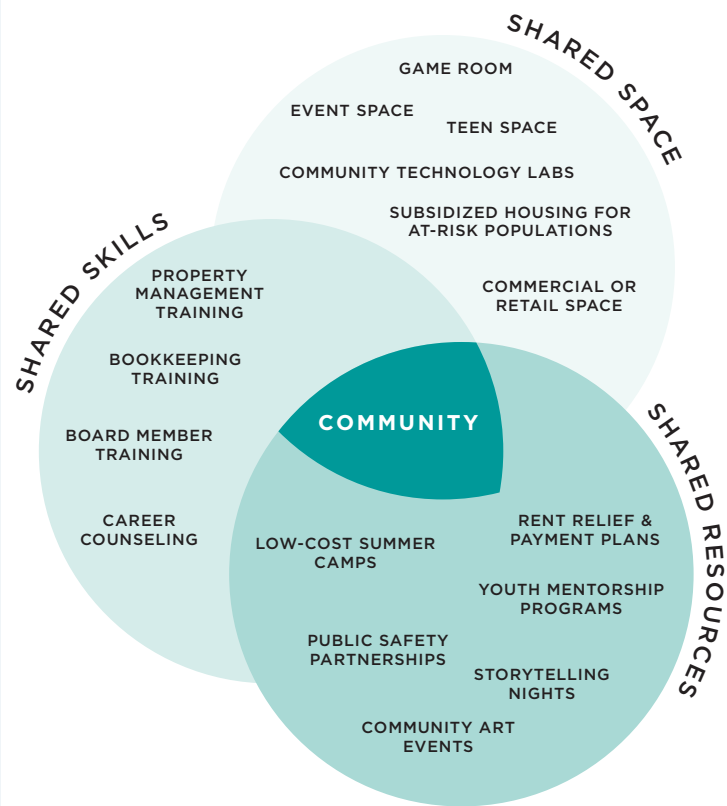 SHARED SPACE
GAME ROOM
EVENT SPACE
TEEN SPACE
COMMUNITY TECHNOLOGY LABS
SUBSIDIZED HOUSING FOR
AT-RISK POPULATIONS
COMMERCIAL OR
RETAIL SPACE
SHARED SKILLS
PROPERTY
MANAGEMENT
TRAINING
BOOKKEEPING
TRAINING
BOARD MEMBER
TRAINING
CAREER
COUNSELING
COMMUNITY
SHARED RESOURCES
RENT RELIEF &
PAYMENT PLANS
LOW-COST SUMMER
CAMPS
YOUTH MENTORSHIP
PROGRAMS
PUBLIC SAFETY
PARTNERSHIPS
STORYTELLING
NIGHTS
COMMUNITY ART
EVENTS